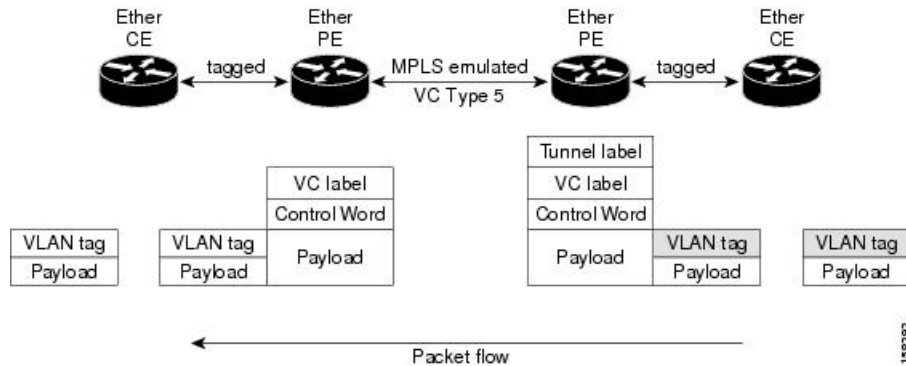 Ether
CE
Ether
PE
Ether
PE
Ether
CE
tagged
MPLS emulated
VC Type 5
tagged
Tunnel label
VC label
VC label
Control Word
Control Word
VLAN tag
Payload
VLAN tag
Payload
Payload
Payload
VLAN tag
Payload
VLAN tag
Payload
Packet flow